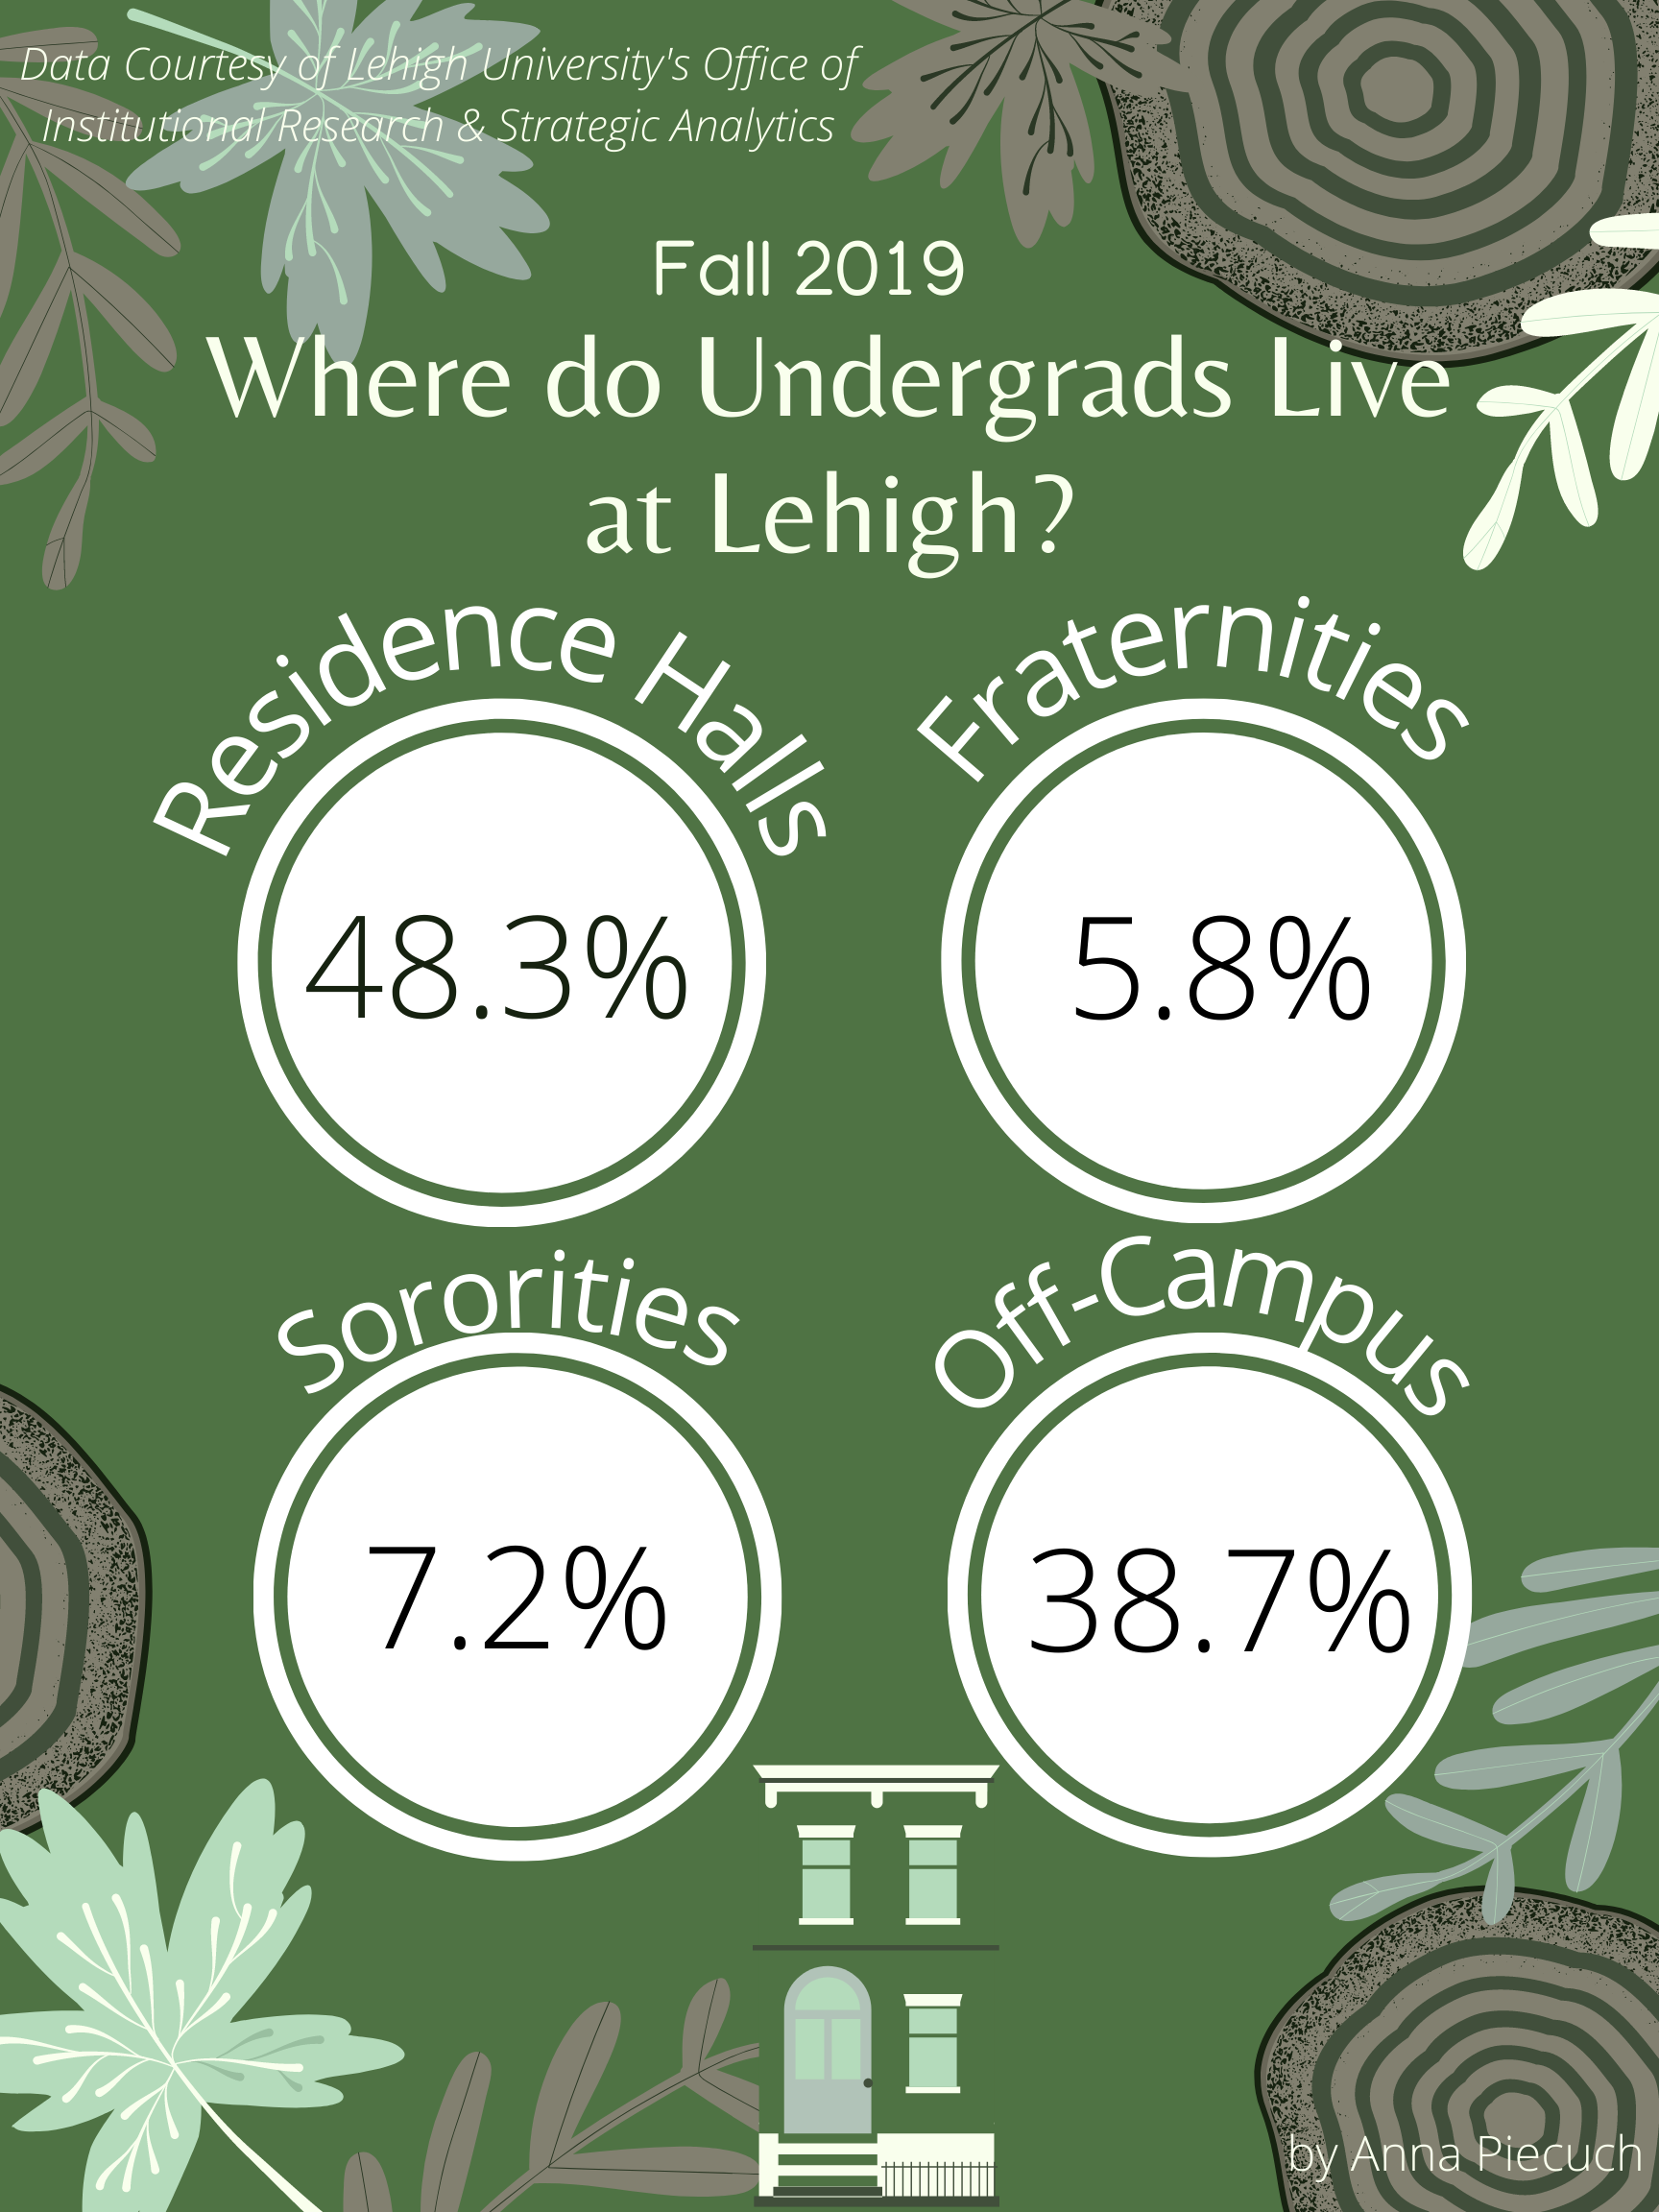 Data Courtesy of Lehigh University's Office of
Institutional Research & Strategic Analytics
Fall 2019
Where do Undergrads Live
at Lehigh?
Residence Halls
48.3%
Fraternities
5.8%
Sororities
7.2%
Off-Campus
38.7%
by Anna Piecuch